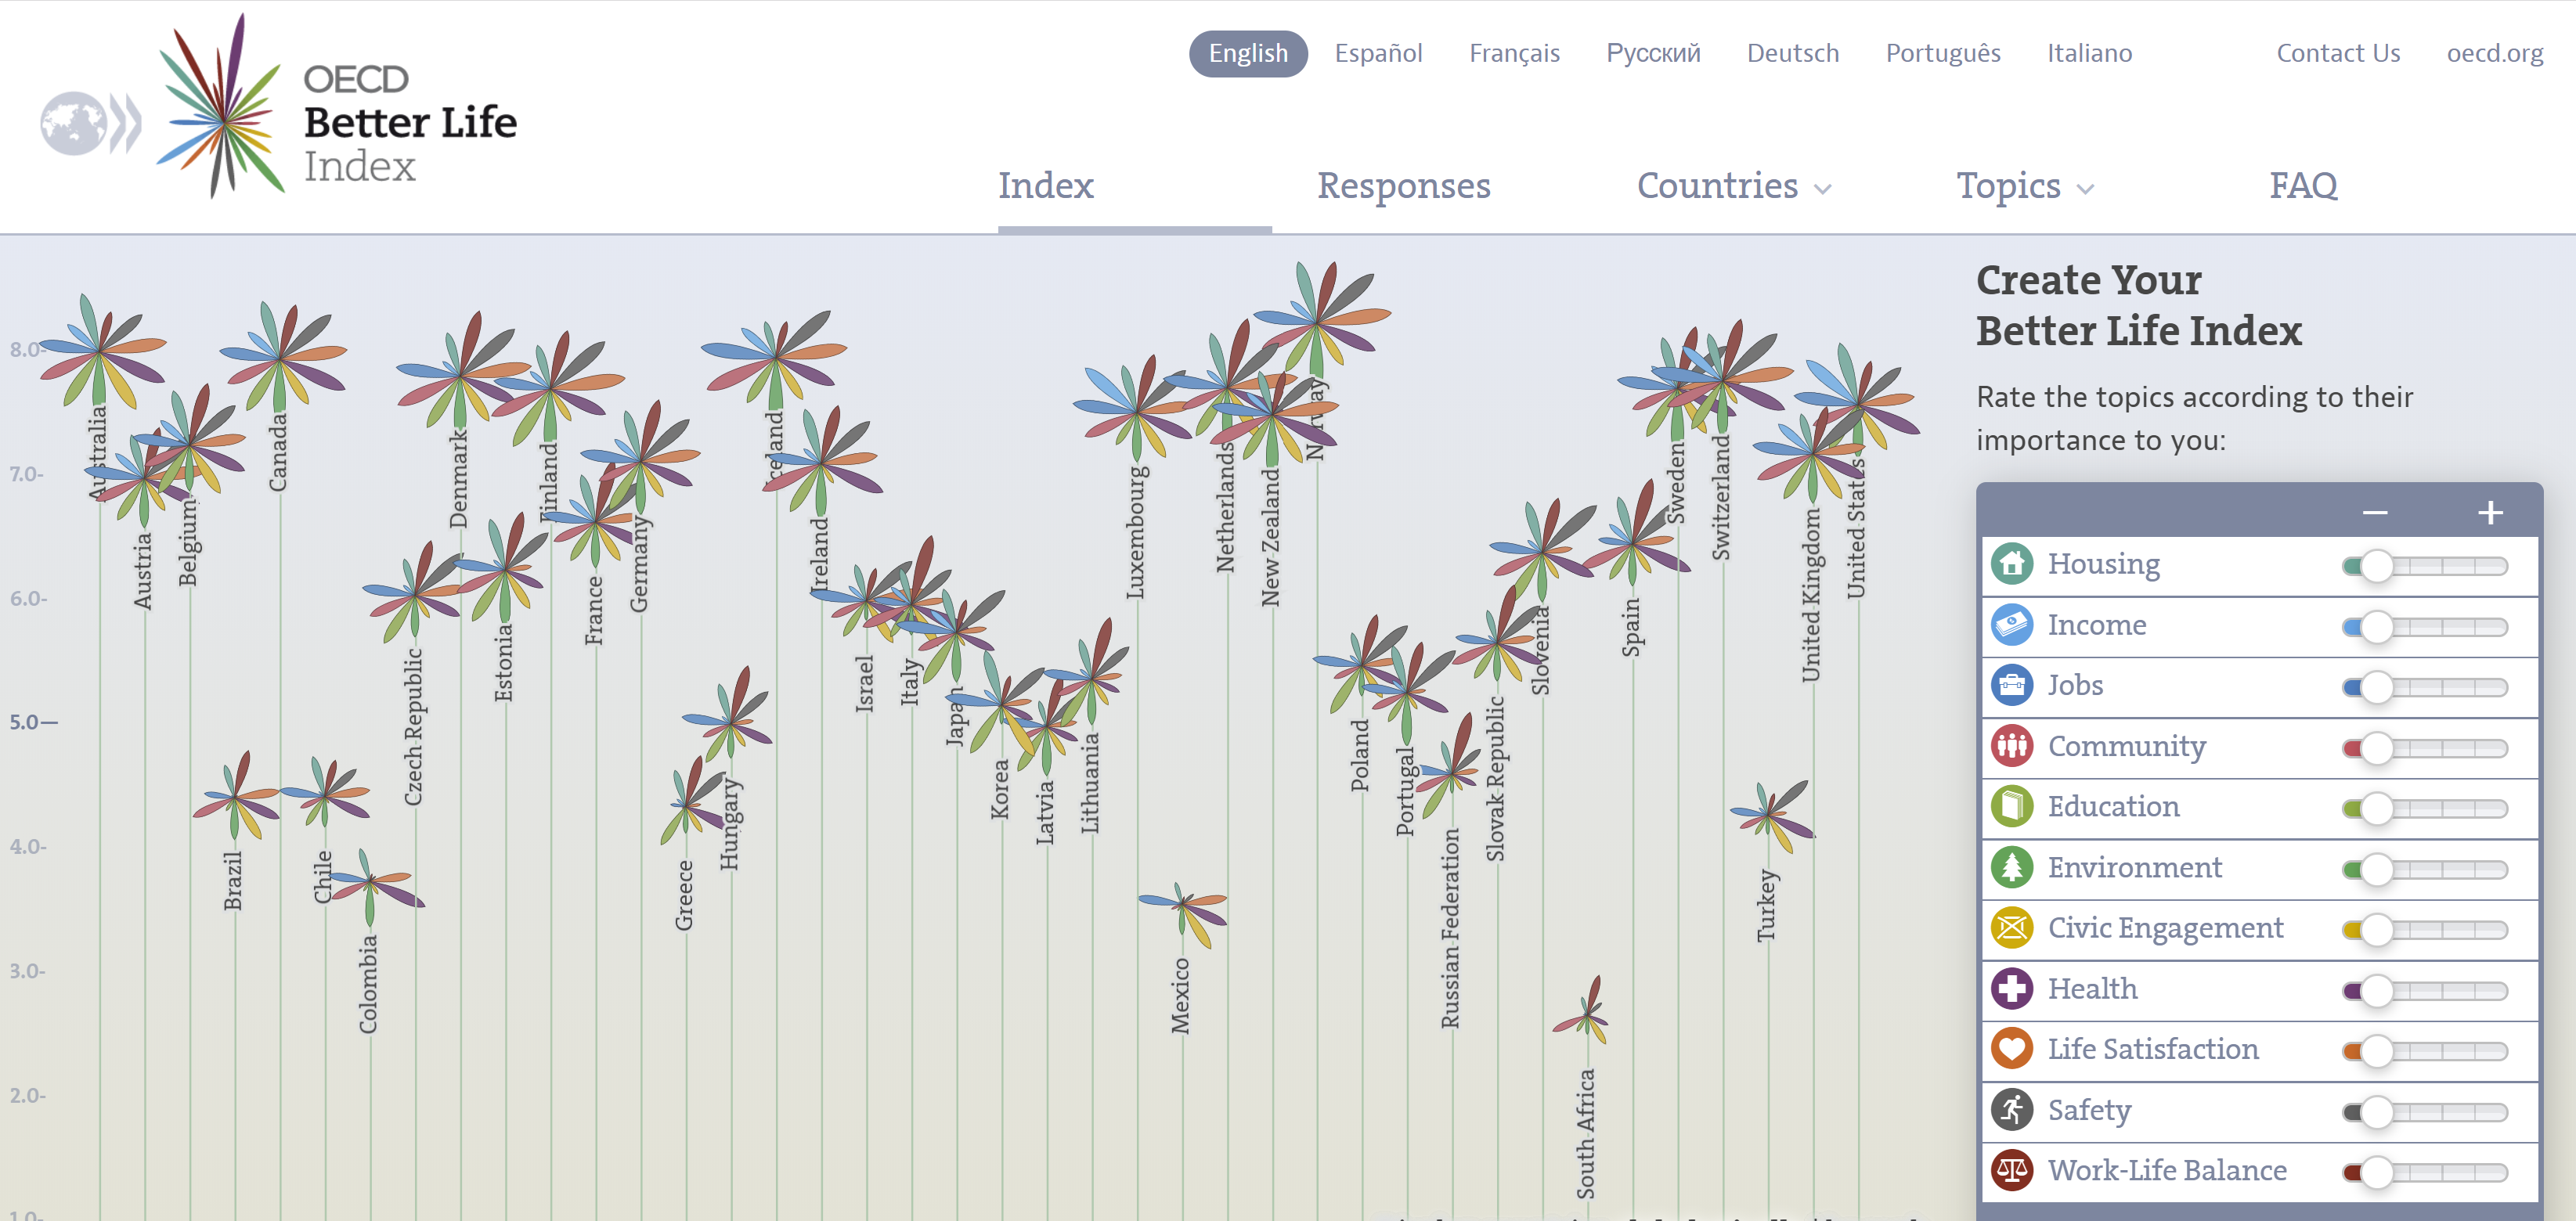 OECD
Better Life
Index
English Español Français Русский Deutsch Português Italiano Contact Us oecd.org
Index Responses Countries Topics FAQ
8.0-
7.0-
6.0-
5.0—
4.0-
3.0-
2.0-
1.0-
Australia
Austria
Belgium
Brazil
Canada
Chile
Colombia
Czech Republic
Denmark
Estonia
Finland
France
Germany
Greece
Hungary
Iceland
Ireland
Israel
Italy
Japan
Korea
Latvia
Lithuania
Luxembourg
Mexico
Netherlands
New Zealand
Norway
Poland
Portugal
Russian Federation
Slovak Republic
Slovenia
South Africa
Spain
Sweden
Switzerland
Turkey
United Kingdom
United States
Create Your
Better Life Index
Rate the topics according to their
importance to you:
− +
Housing
Income
Jobs
Community
Education
Environment
Civic Engagement
Health
Life Satisfaction
Safety
Work-Life Balance